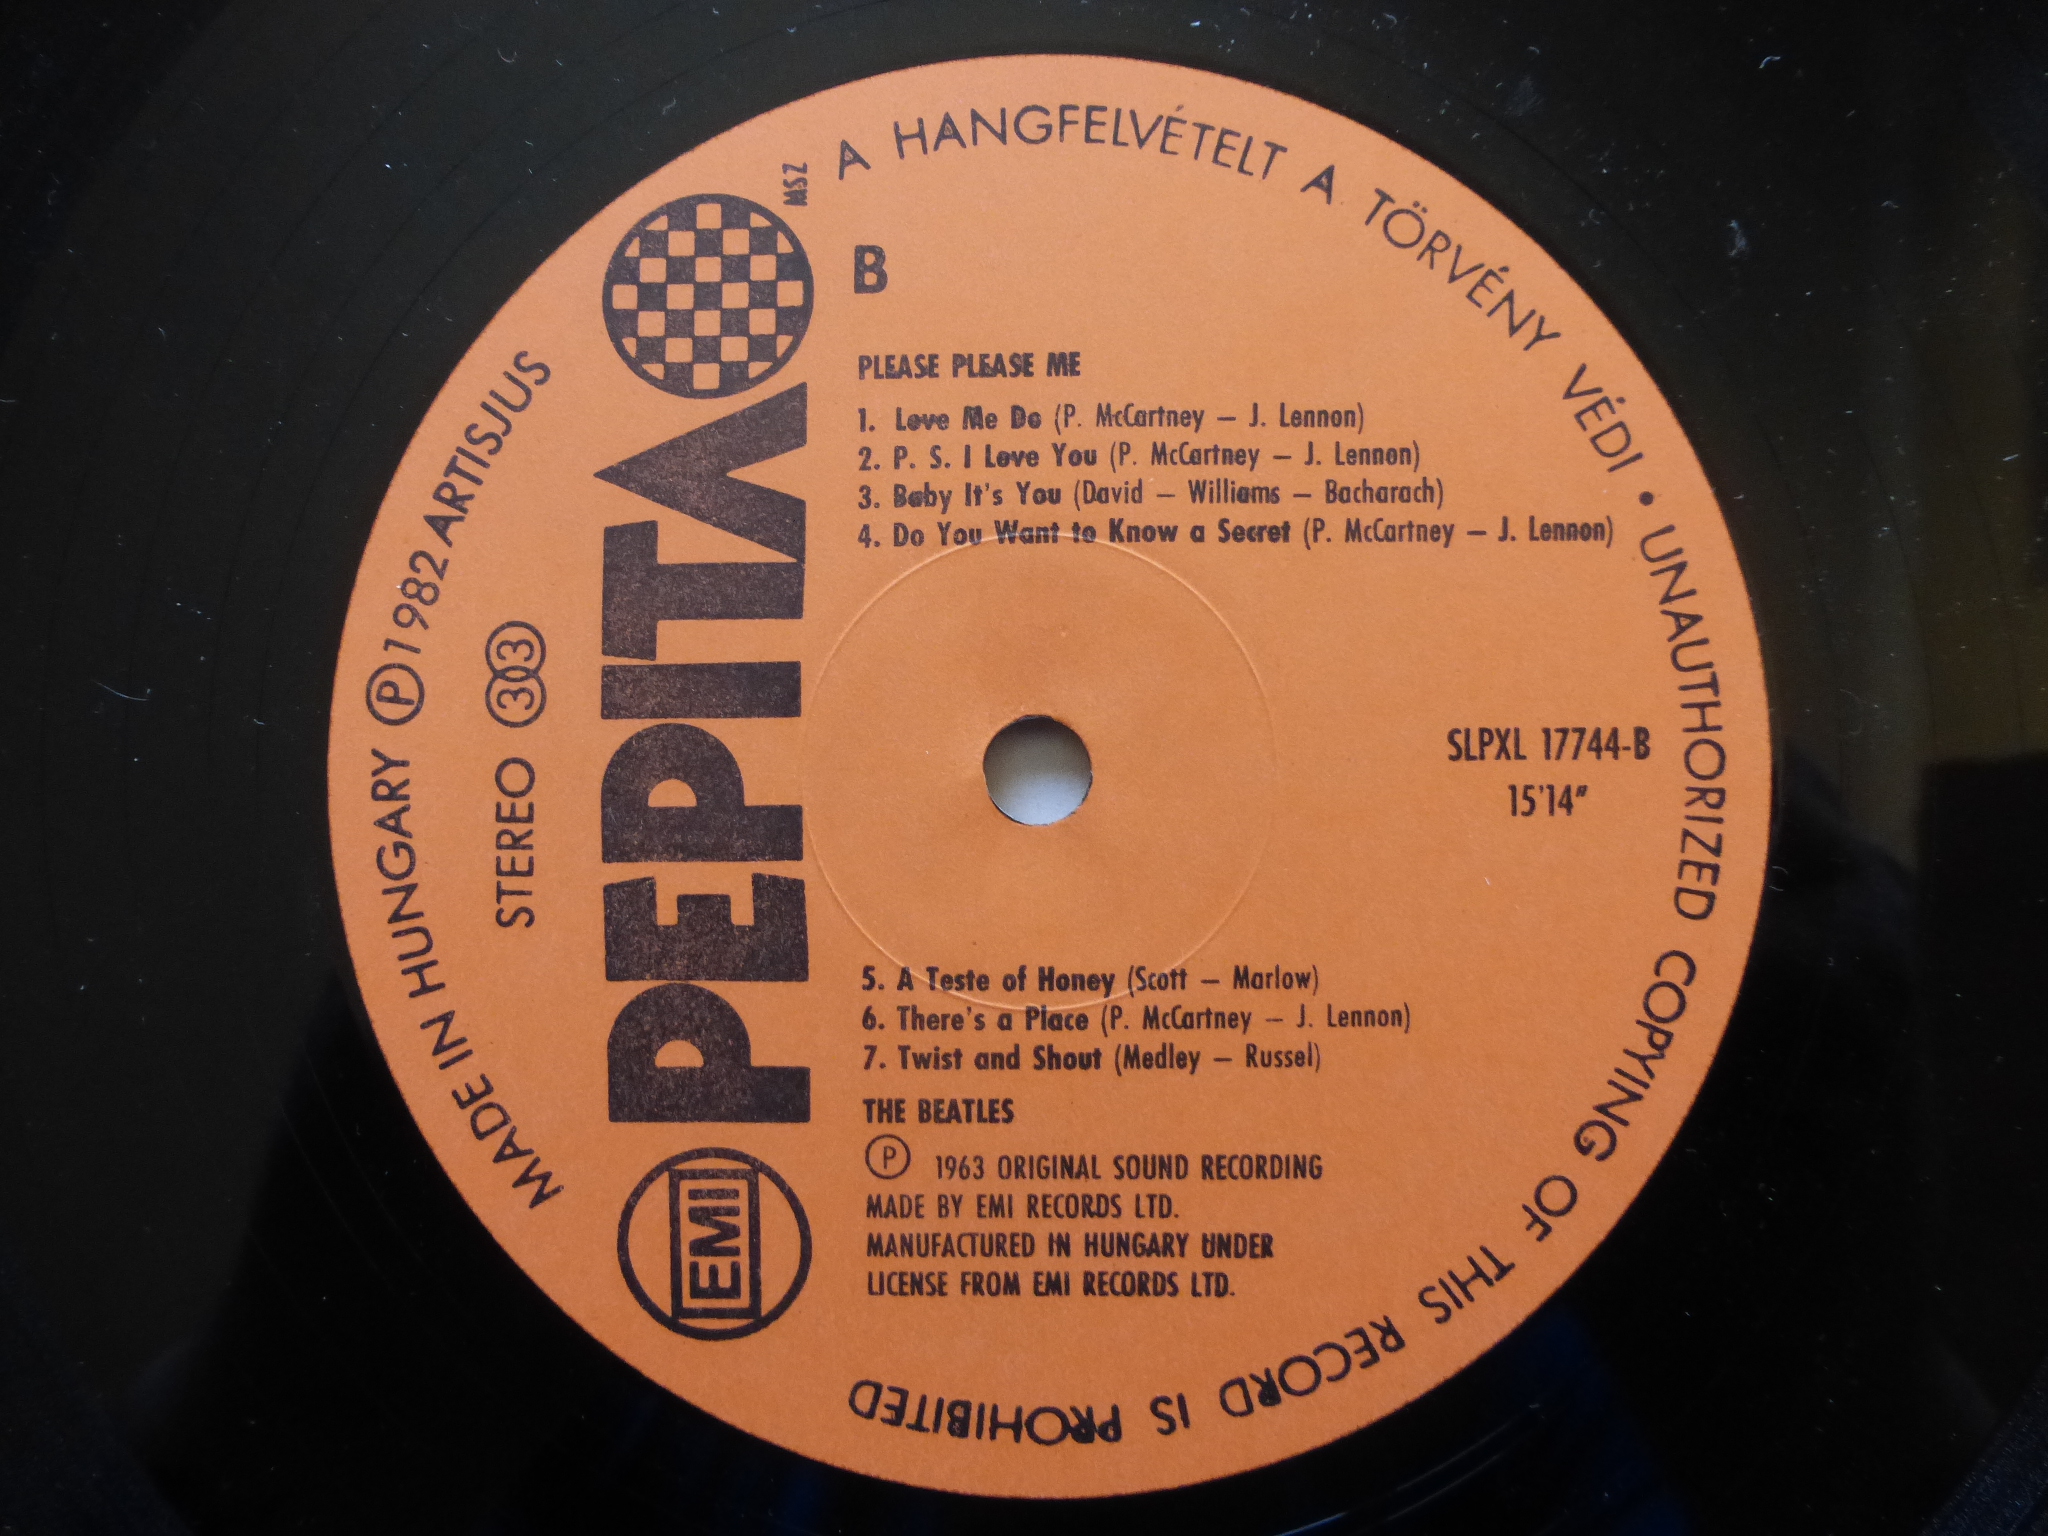 A HANGFELVÉTELT A TÖRVÉNY VÉDI • UNAUTHORIZED COPYING OF THIS RECORD IS PROHIBITED
MADE IN HUNGARY Ⓟ 1982 ARTISJUS
STEREO 33
MSZ
PEPITA
EMI
B
PLEASE PLEASE ME
1. Love Me Do (P. McCartney – J. Lennon)
2. P. S. I Love You (P. McCartney – J. Lennon)
3. Baby It's You (David – Williams – Bacharach)
4. Do You Want to Know a Secret (P. McCartney – J. Lennon)
SLPXL 17744-B
15'14"
5. A Teste of Honey (Scott – Marlow)
6. There's a Place (P. McCartney – J. Lennon)
7. Twist and Shout (Medley – Russel)
THE BEATLES
Ⓟ 1963 ORIGINAL SOUND RECORDING
MADE BY EMI RECORDS LTD.
MANUFACTURED IN HUNGARY UNDER
LICENSE FROM EMI RECORDS LTD.